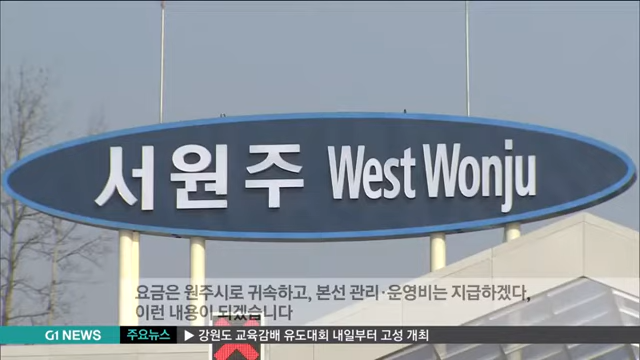 서원주 West Wonju
요금은 원주시로 귀속하고, 본선 관리·운영비는 지급하겠다,
이런 내용이 되겠습니다
G1 NEWS 주요뉴스 ▶ 강원도 교육감배 유도대회 내일부터 고성 개최